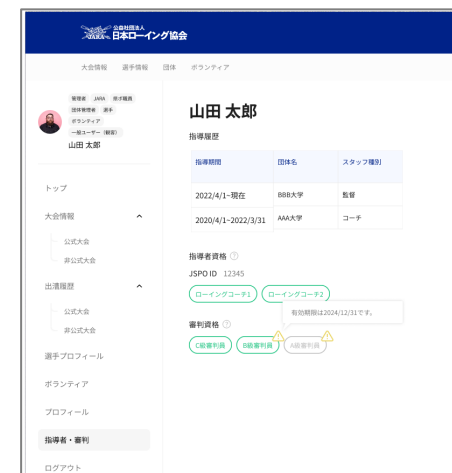 公益社団法人
JARA 日本ローイング協会
大会情報 選手情報 団体 ボランティア
管理者 JARA 県ボ職員
団体管理者 選手
ボランティア
一般ユーザー（観客）
山田 太郎
トップ
大会情報
公式大会
非公式大会
出漕履歴
公式大会
非公式大会
選手プロフィール
ボランティア
プロフィール
指導者・審判
ログアウト
山田 太郎
指導履歴
指導期間 団体名 スタッフ種別
2022/4/1~現在 BBB大学 監督
2020/4/1~2022/3/31 AAA大学 コーチ
指導者資格 ?
JSPO ID 12345
ローイングコーチ1 ローイングコーチ2
有効期限は2024/12/31です。
審判資格 ?
C級審判員 B級審判員 A級審判員